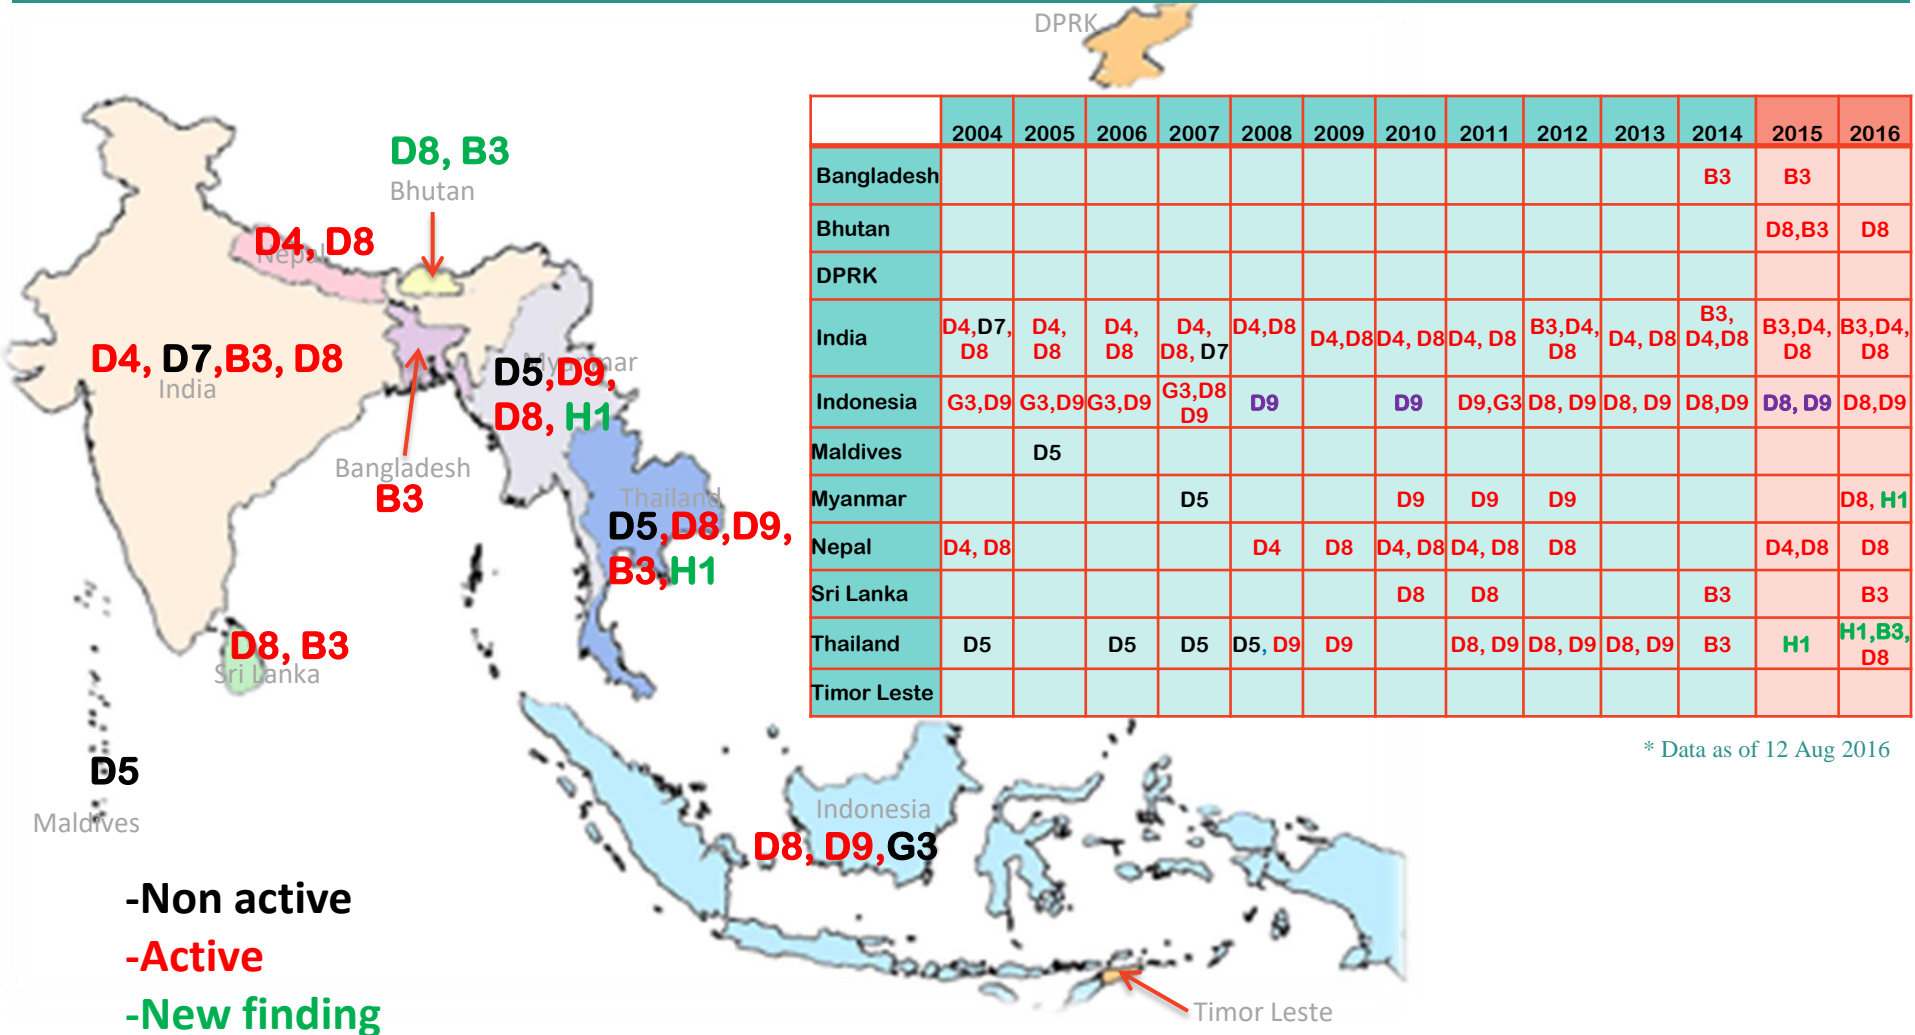 DPRK
D8, B3
Bhutan
D4, D8
Nepal
D4, D7,B3, D8
India
Myanmar
D5,D9,
D8, H1
Bangladesh
B3
Thailand
D5,D8,D9,
B3,H1
D8, B3
Sri Lanka
D5
Maldives
Indonesia
D8, D9,G3
Timor Leste
-Non active
-Active
-New finding
2004 2005 2006 2007 2008 2009 2010 2011 2012 2013 2014 2015 2016
Bangladesh B3 B3
Bhutan D8,B3 D8
DPRK
India D4,D7, D8 D4, D8 D4, D8 D4, D8, D7 D4,D8 D4,D8 D4, D8 D4, D8 B3,D4, D8 D4, D8 B3, D4,D8 B3,D4, D8 B3,D4, D8
Indonesia G3,D9 G3,D9 G3,D9 G3,D8 D9 D9 D9 D9,G3 D8, D9 D8, D9 D8,D9 D8, D9 D8,D9
Maldives D5
Myanmar D5 D9 D9 D9 D8, H1
Nepal D4, D8 D4 D8 D4, D8 D4, D8 D8 D4,D8 D8
Sri Lanka D8 D8 B3 B3
Thailand D5 D5 D5 D5, D9 D9 D8, D9 D8, D9 D8, D9 B3 H1 H1,B3, D8
Timor Leste
* Data as of 12 Aug 2016